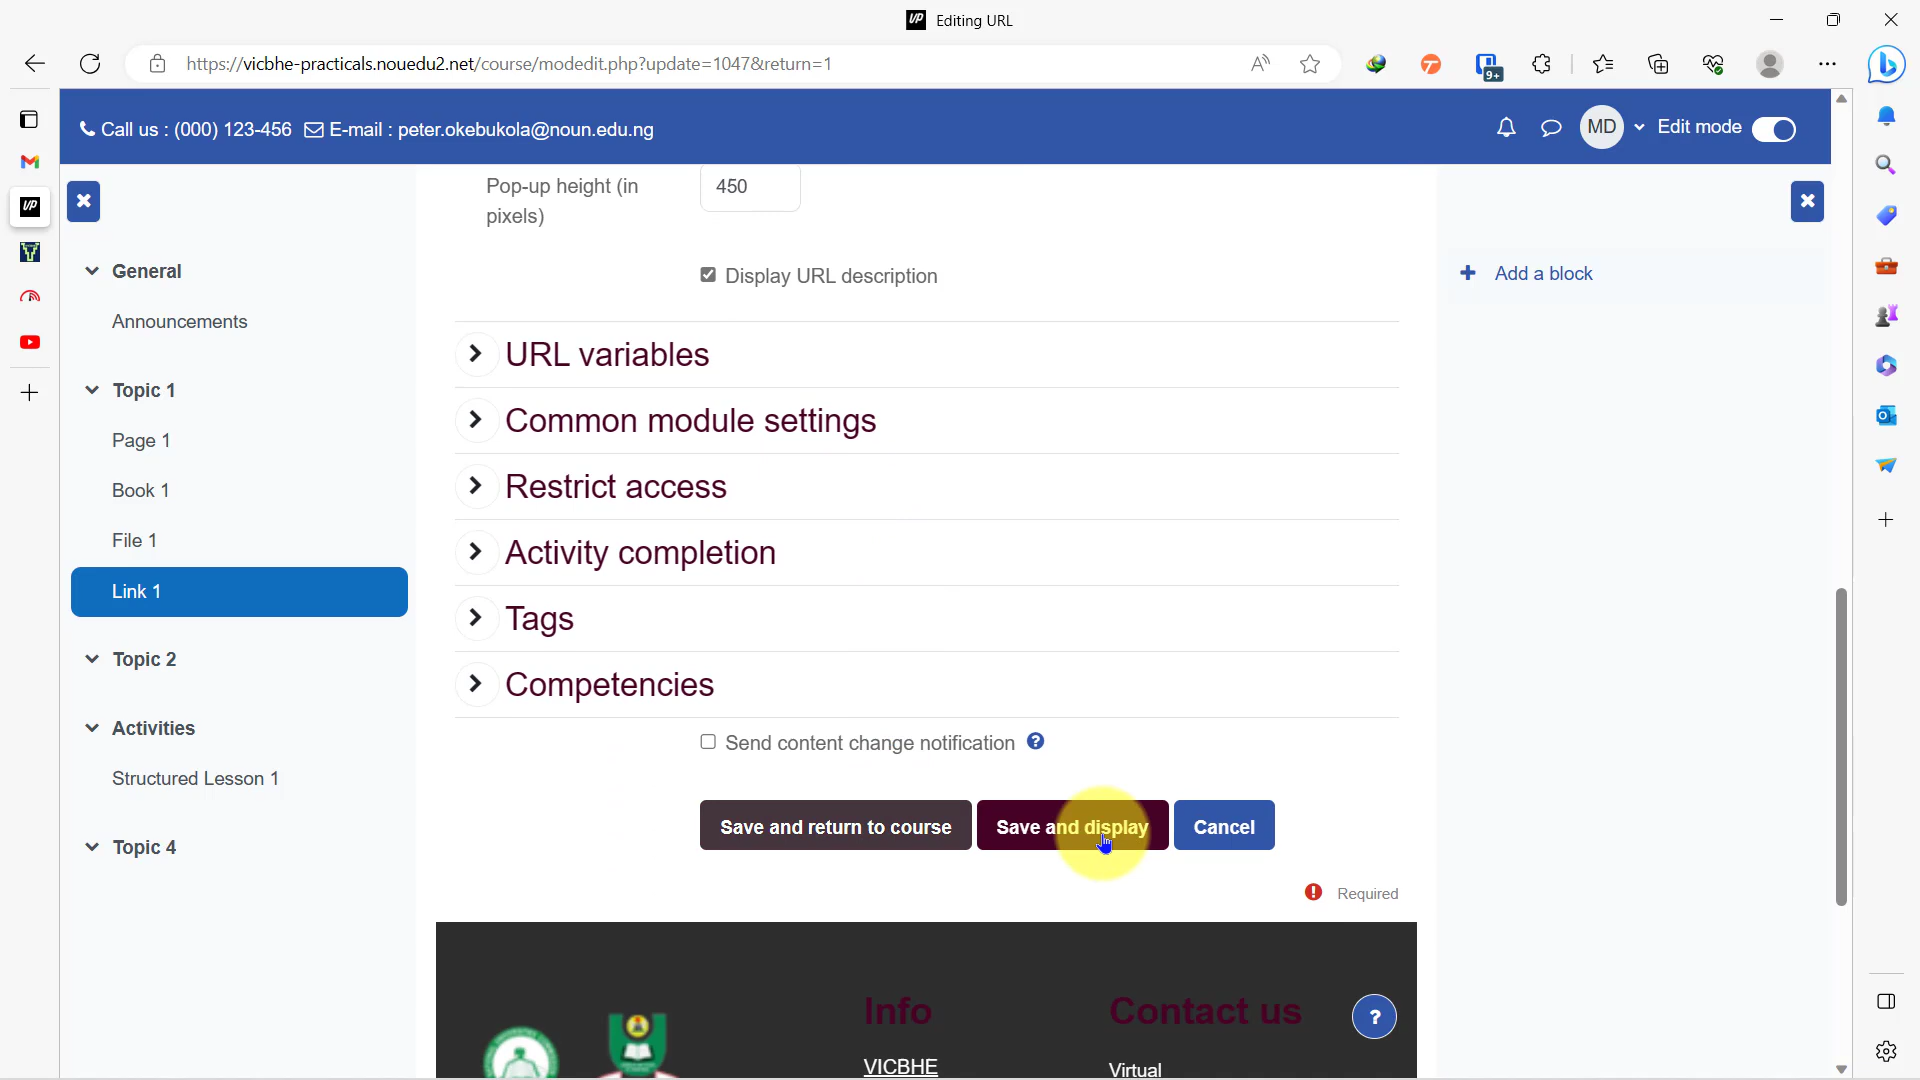 UP Editing URL
https://vicbhe-practicals.nouedu2.net/course/modedit.php?update=1047&return=1
9+
Call us : (000) 123-456 E-mail : peter.okebukola@noun.edu.ng
MD Edit mode
General
Announcements
Topic 1
Page 1
Book 1
File 1
Link 1
Topic 2
Activities
Structured Lesson 1
Topic 4
Pop-up height (in
pixels)
450
Display URL description
URL variables
Common module settings
Restrict access
Activity completion
Tags
Competencies
Send content change notification
Save and return to course Save and display Cancel
Required
Info
VICBHE
Contact us
Virtual
?
Add a block